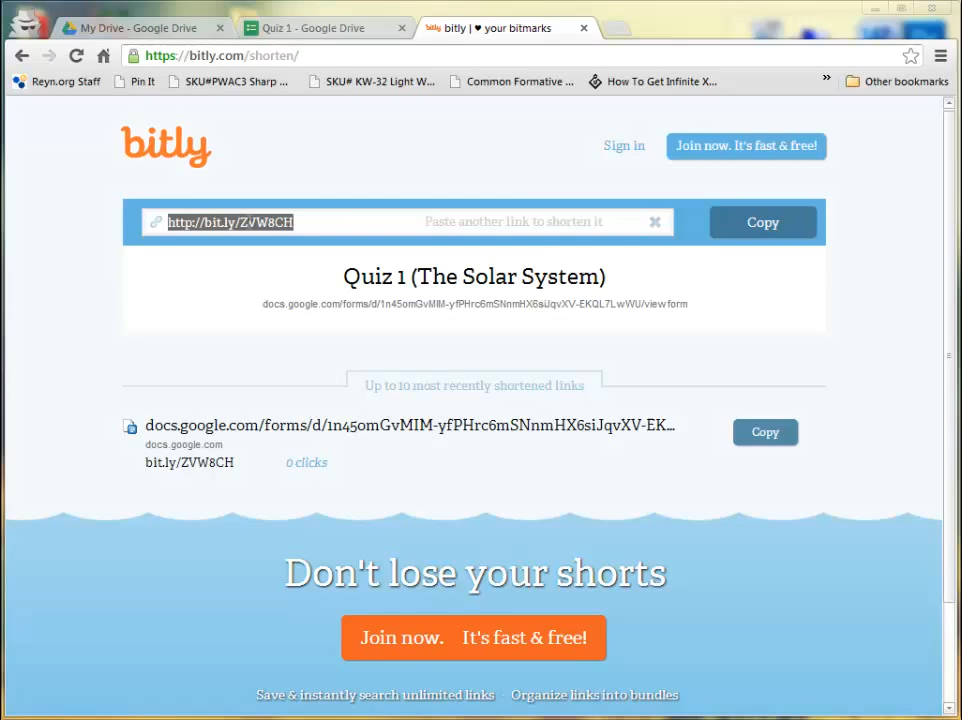 My Drive - Google Drive
Quiz 1 - Google Drive
bitly bitly | ♥ your bitmarks
https://bitly.com/shorten/
Reyn.org Staff Pin It SKU#PWAC3 Sharp ... SKU# KW-32 Light W... Common Formative ... How To Get Infinite X... » Other bookmarks
bitly
Sign in
Join now. It's fast & free!
http://bit.ly/ZVW8CH Paste another link to shorten it
Copy
Quiz 1 (The Solar System)
docs.google.com/forms/d/1n45omGvMIM-yfPHrc6mSNnmHX6siJqvXV-EKQL7LwWU/viewform
Up to 10 most recently shortened links
docs.google.com/forms/d/1n45omGvMIM-yfPHrc6mSNnmHX6siJqvXV-EK...
Copy
docs.google.com
bit.ly/ZVW8CH 0 clicks
Don't lose your shorts
Join now. It's fast & free!
Save & instantly search unlimited links · Organize links into bundles